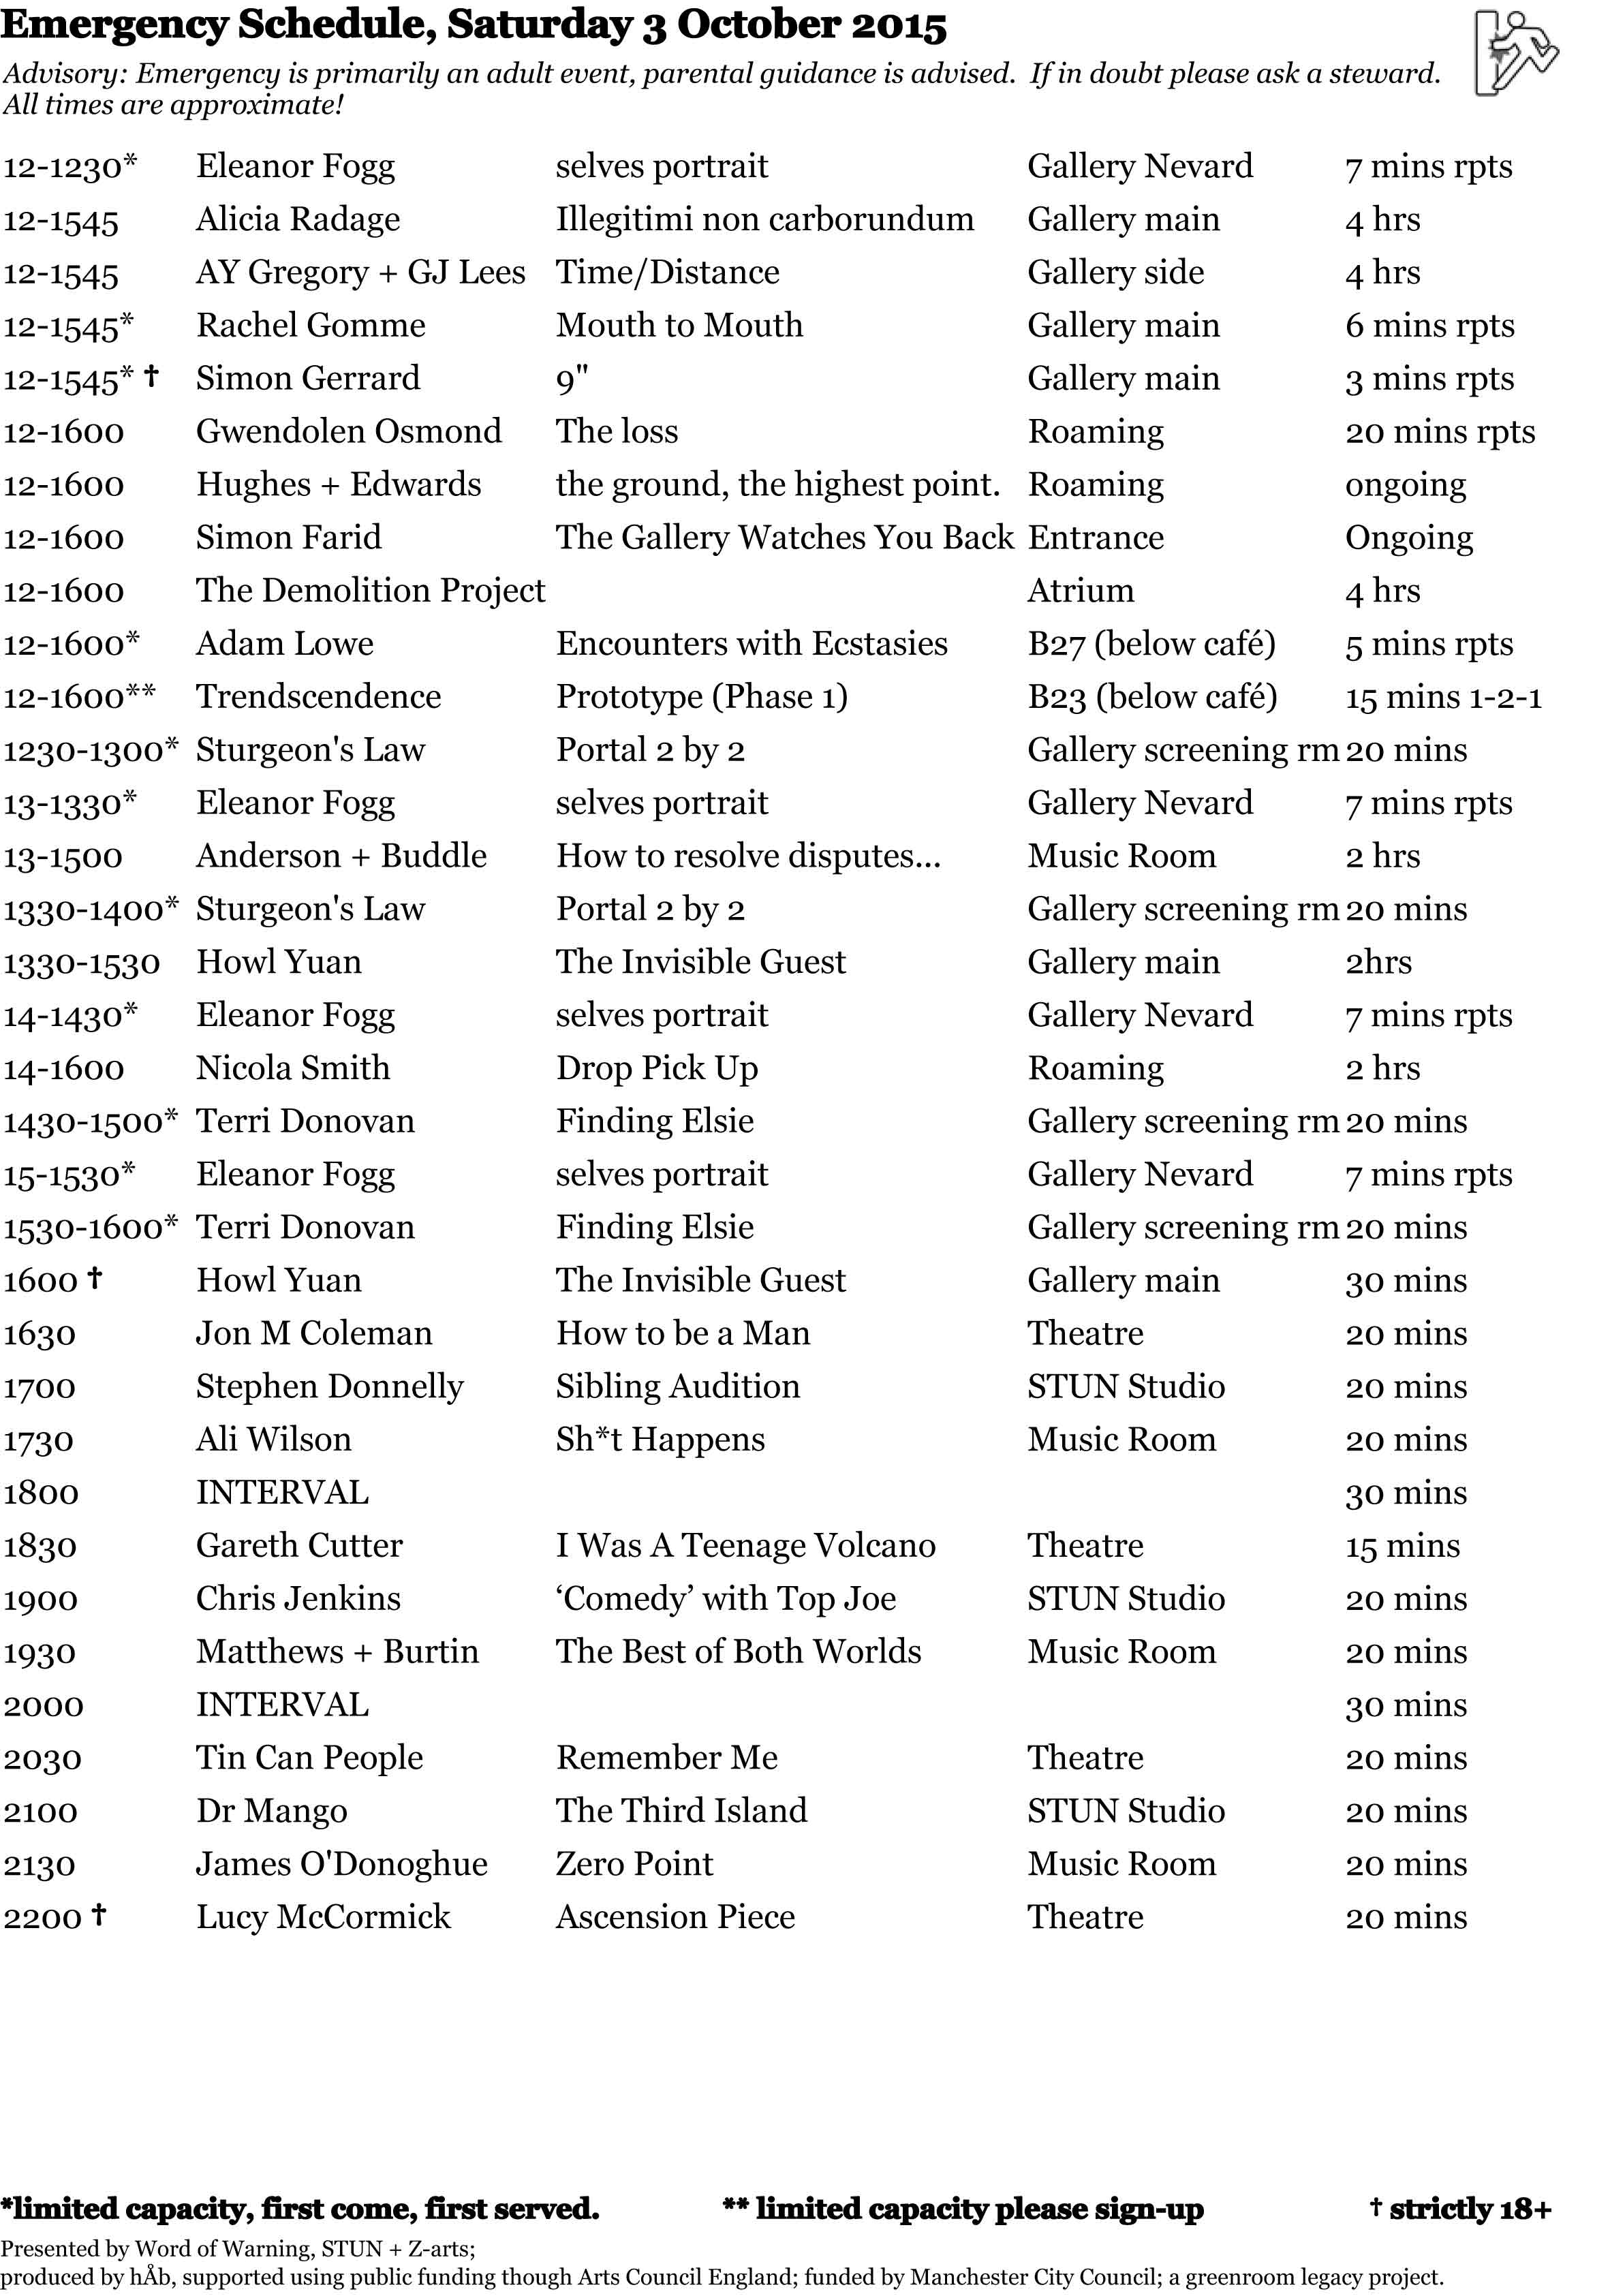 Emergency Schedule, Saturday 3 October 2015
Advisory: Emergency is primarily an adult event, parental guidance is advised.  If in doubt please ask a steward.
All times are approximate!
12-1230* Eleanor Fogg selves portrait Gallery Nevard 7 mins rpts
12-1545 Alicia Radage Illegitimi non carborundum Gallery main 4 hrs
12-1545 AY Gregory + GJ Lees Time/Distance Gallery side 4 hrs
12-1545* Rachel Gomme Mouth to Mouth Gallery main 6 mins rpts
12-1545* † Simon Gerrard 9" Gallery main 3 mins rpts
12-1600 Gwendolen Osmond The loss Roaming 20 mins rpts
12-1600 Hughes + Edwards the ground, the highest point. Roaming ongoing
12-1600 Simon Farid The Gallery Watches You Back Entrance Ongoing
12-1600 The Demolition Project Atrium 4 hrs
12-1600* Adam Lowe Encounters with Ecstasies B27 (below café) 5 mins rpts
12-1600** Trendscendence Prototype (Phase 1) B23 (below café) 15 mins 1-2-1
1230-1300* Sturgeon's Law Portal 2 by 2 Gallery screening rm 20 mins
13-1330* Eleanor Fogg selves portrait Gallery Nevard 7 mins rpts
13-1500 Anderson + Buddle How to resolve disputes... Music Room 2 hrs
1330-1400* Sturgeon's Law Portal 2 by 2 Gallery screening rm 20 mins
1330-1530 Howl Yuan The Invisible Guest Gallery main 2hrs
14-1430* Eleanor Fogg selves portrait Gallery Nevard 7 mins rpts
14-1600 Nicola Smith Drop Pick Up Roaming 2 hrs
1430-1500* Terri Donovan Finding Elsie Gallery screening rm 20 mins
15-1530* Eleanor Fogg selves portrait Gallery Nevard 7 mins rpts
1530-1600* Terri Donovan Finding Elsie Gallery screening rm 20 mins
1600 † Howl Yuan The Invisible Guest Gallery main 30 mins
1630 Jon M Coleman How to be a Man Theatre 20 mins
1700 Stephen Donnelly Sibling Audition STUN Studio 20 mins
1730 Ali Wilson Sh*t Happens Music Room 20 mins
1800 INTERVAL 30 mins
1830 Gareth Cutter I Was A Teenage Volcano Theatre 15 mins
1900 Chris Jenkins ‘Comedy’ with Top Joe STUN Studio 20 mins
1930 Matthews + Burtin The Best of Both Worlds Music Room 20 mins
2000 INTERVAL 30 mins
2030 Tin Can People Remember Me Theatre 20 mins
2100 Dr Mango The Third Island STUN Studio 20 mins
2130 James O'Donoghue Zero Point Music Room 20 mins
2200 † Lucy McCormick Ascension Piece Theatre 20 mins
*limited capacity, first come, first served. ** limited capacity please sign-up † strictly 18+
Presented by Word of Warning, STUN + Z-arts;
produced by hÅb, supported using public funding though Arts Council England; funded by Manchester City Council; a greenroom legacy project.